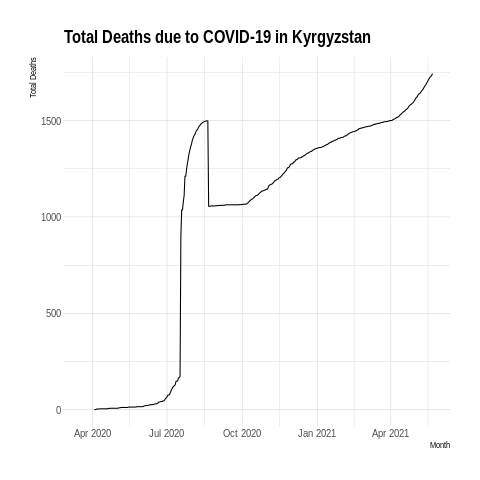 Total Deaths due to COVID-19 in Kyrgyzstan
Total Deaths
1500
1000
500
0
Apr 2020 Jul 2020 Oct 2020 Jan 2021 Apr 2021
Month